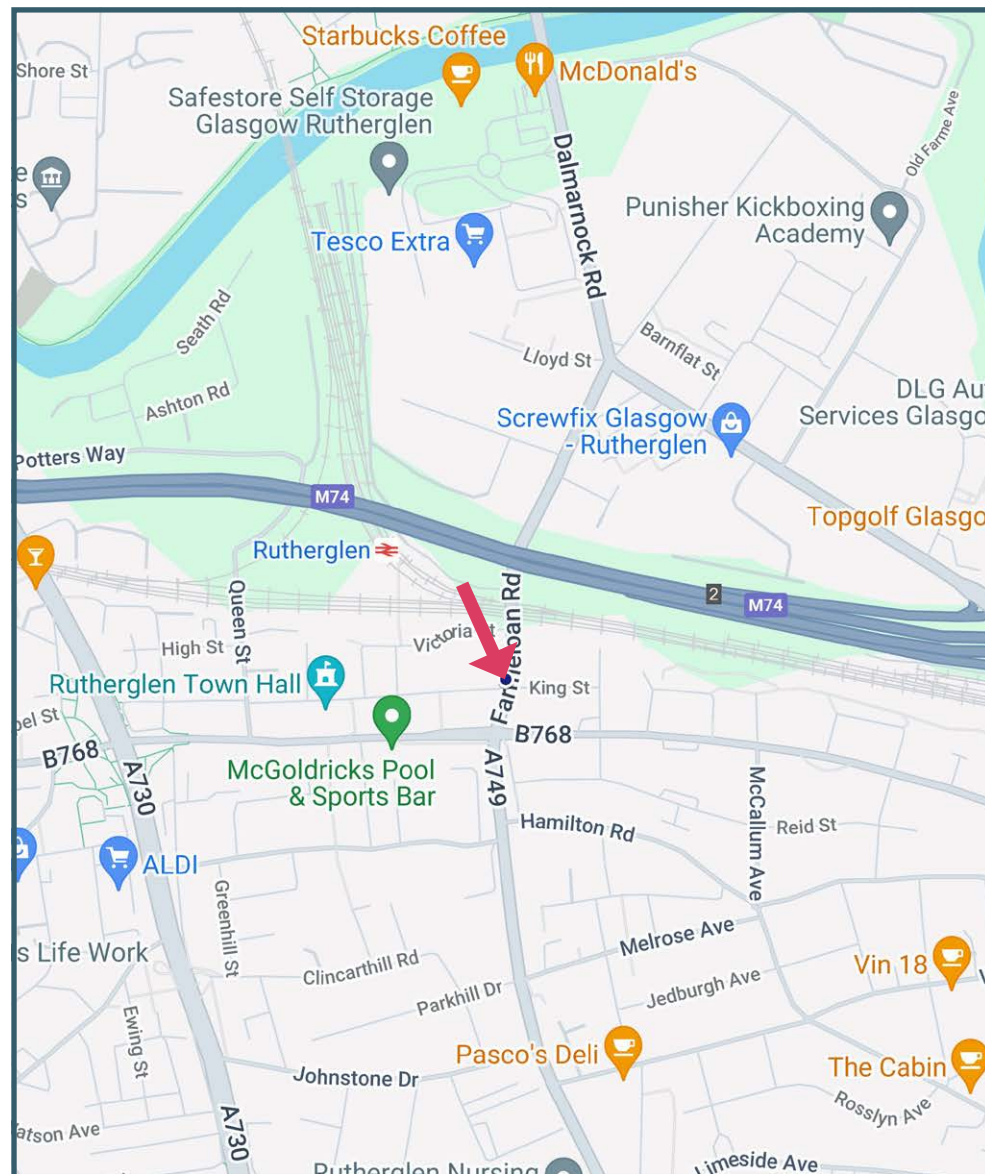 Starbucks Coffee
McDonald's
Shore St
Safestore Self Storage
Glasgow Rutherglen
Old Farme Ave
Dalmarnock Rd
Punisher Kickboxing
Academy
Tesco Extra
Seath Rd
Barnflat St
Lloyd St
Ashton Rd
DLG Au
Services Glasgo
Screwfix Glasgow
- Rutherglen
Potters Way
M74
Topgolf Glasgo
Rutherglen
2
M74
Queen St
High St
Victoria St
Farmeloan Rd
Rutherglen Town Hall
King St
B768
B768
A730
McGoldricks Pool
& Sports Bar
A749
McCallum Ave
Hamilton Rd
Reid St
ALDI
Greenhill St
Melrose Ave
s Life Work
Clincarthill Rd
Vin 18
Parkhill Dr
Jedburgh Ave
Ewing St
Pasco's Deli
The Cabin
Johnstone Dr
Rosslyn Ave
A730
atson Ave
Rutherglen Nursing
Limeside Ave